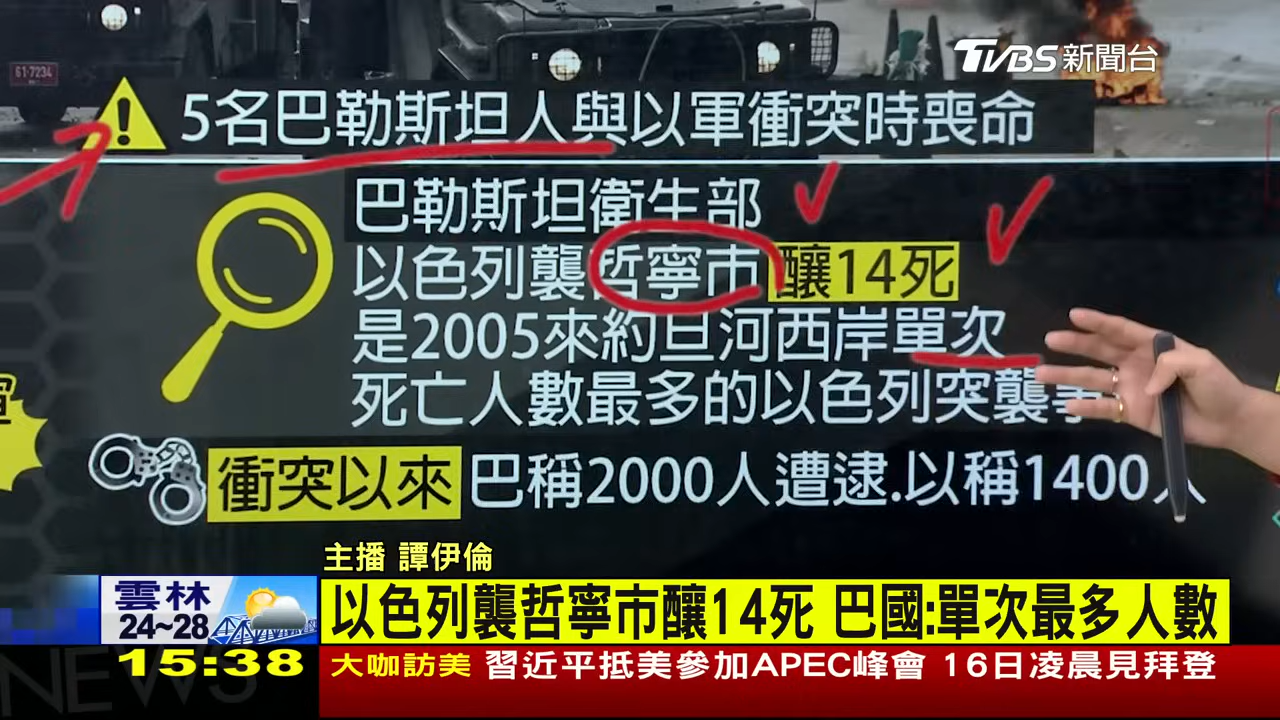 61-7234
TVBS新聞台
5名巴勒斯坦人與以軍衝突時喪命
巴勒斯坦衛生部
以色列襲哲寧市釀14死
是2005來約旦河西岸單次
死亡人數最多的以色列突襲事
衝突以來 巴稱2000人遭逮.以稱1400人
主播 譚伊倫
雲林
24~28
以色列襲哲寧市釀14死 巴國:單次最多人數
15:38
大咖訪美 習近平抵美參加APEC峰會 16日凌晨見拜登
NEWS